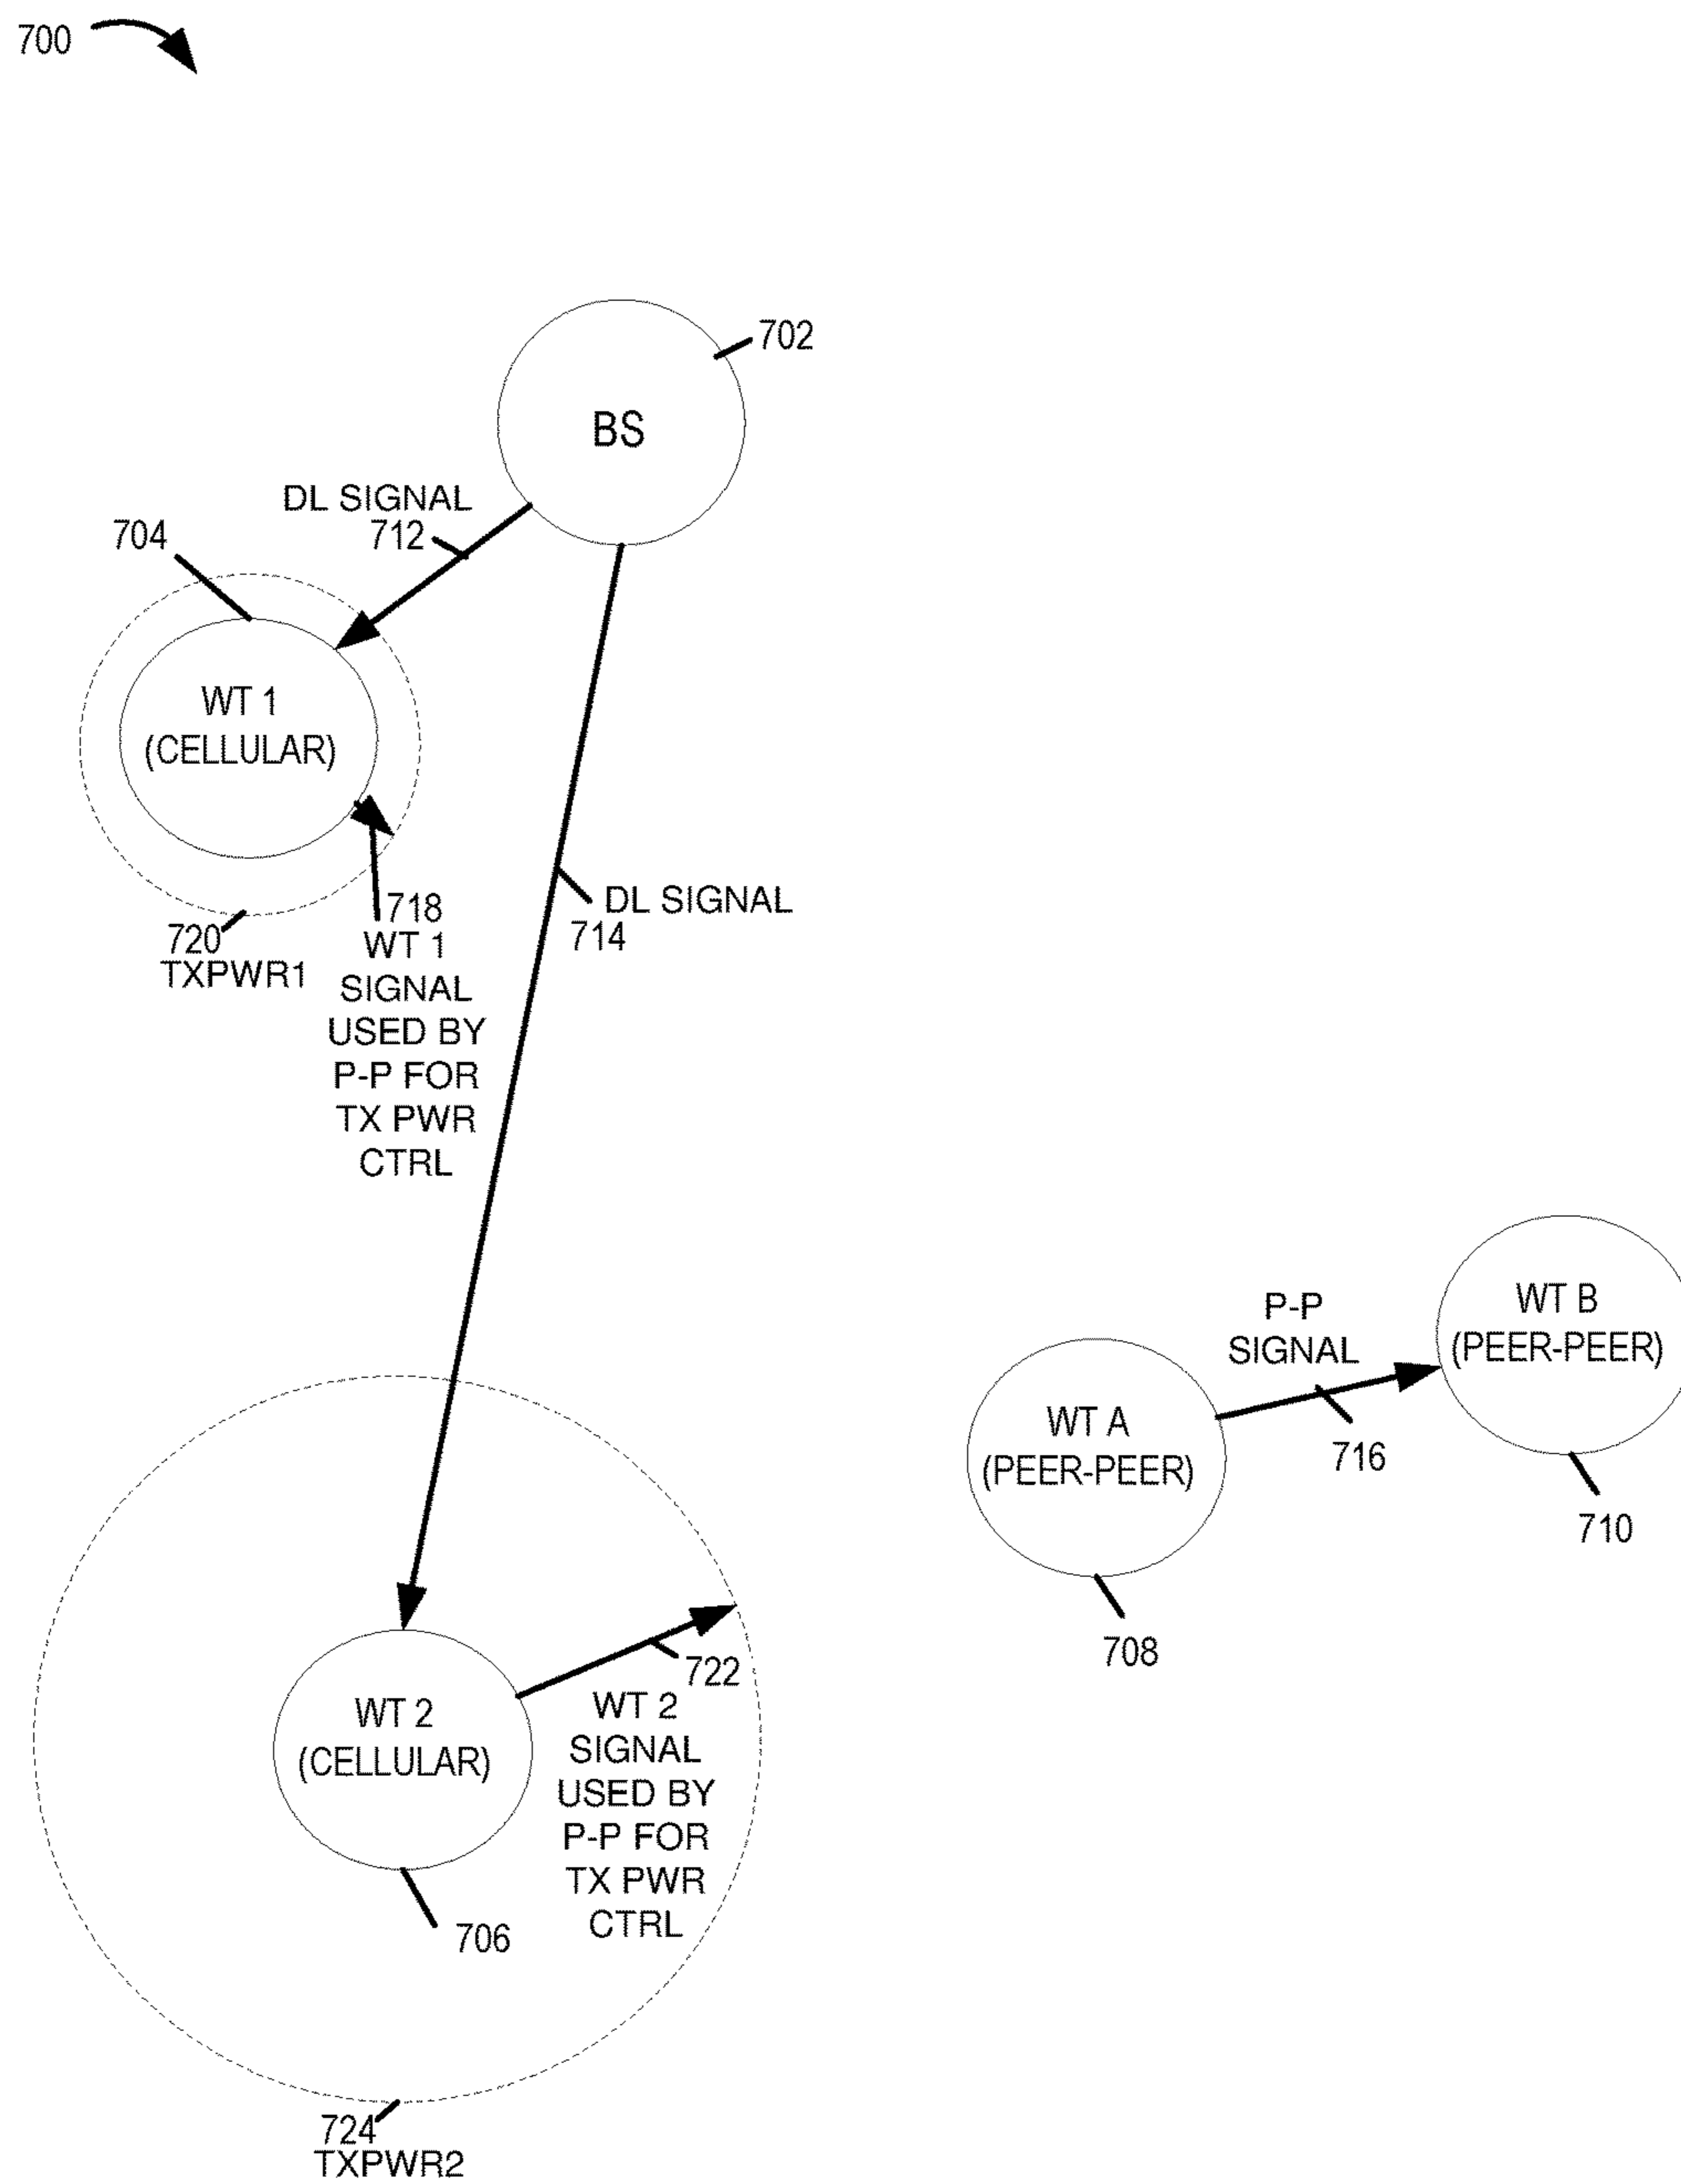 700
702
BS
DL SIGNAL
712
704
WT 1
(CELLULAR)
718
WT 1
SIGNAL
USED BY
P-P FOR
TX PWR
CTRL
720
TXPWR1
DL SIGNAL
714
P-P
SIGNAL
716
WT B
(PEER-PEER)
710
WT A
(PEER-PEER)
708
722
WT 2
SIGNAL
USED BY
P-P FOR
TX PWR
CTRL
WT 2
(CELLULAR)
706
724
TXPWR2